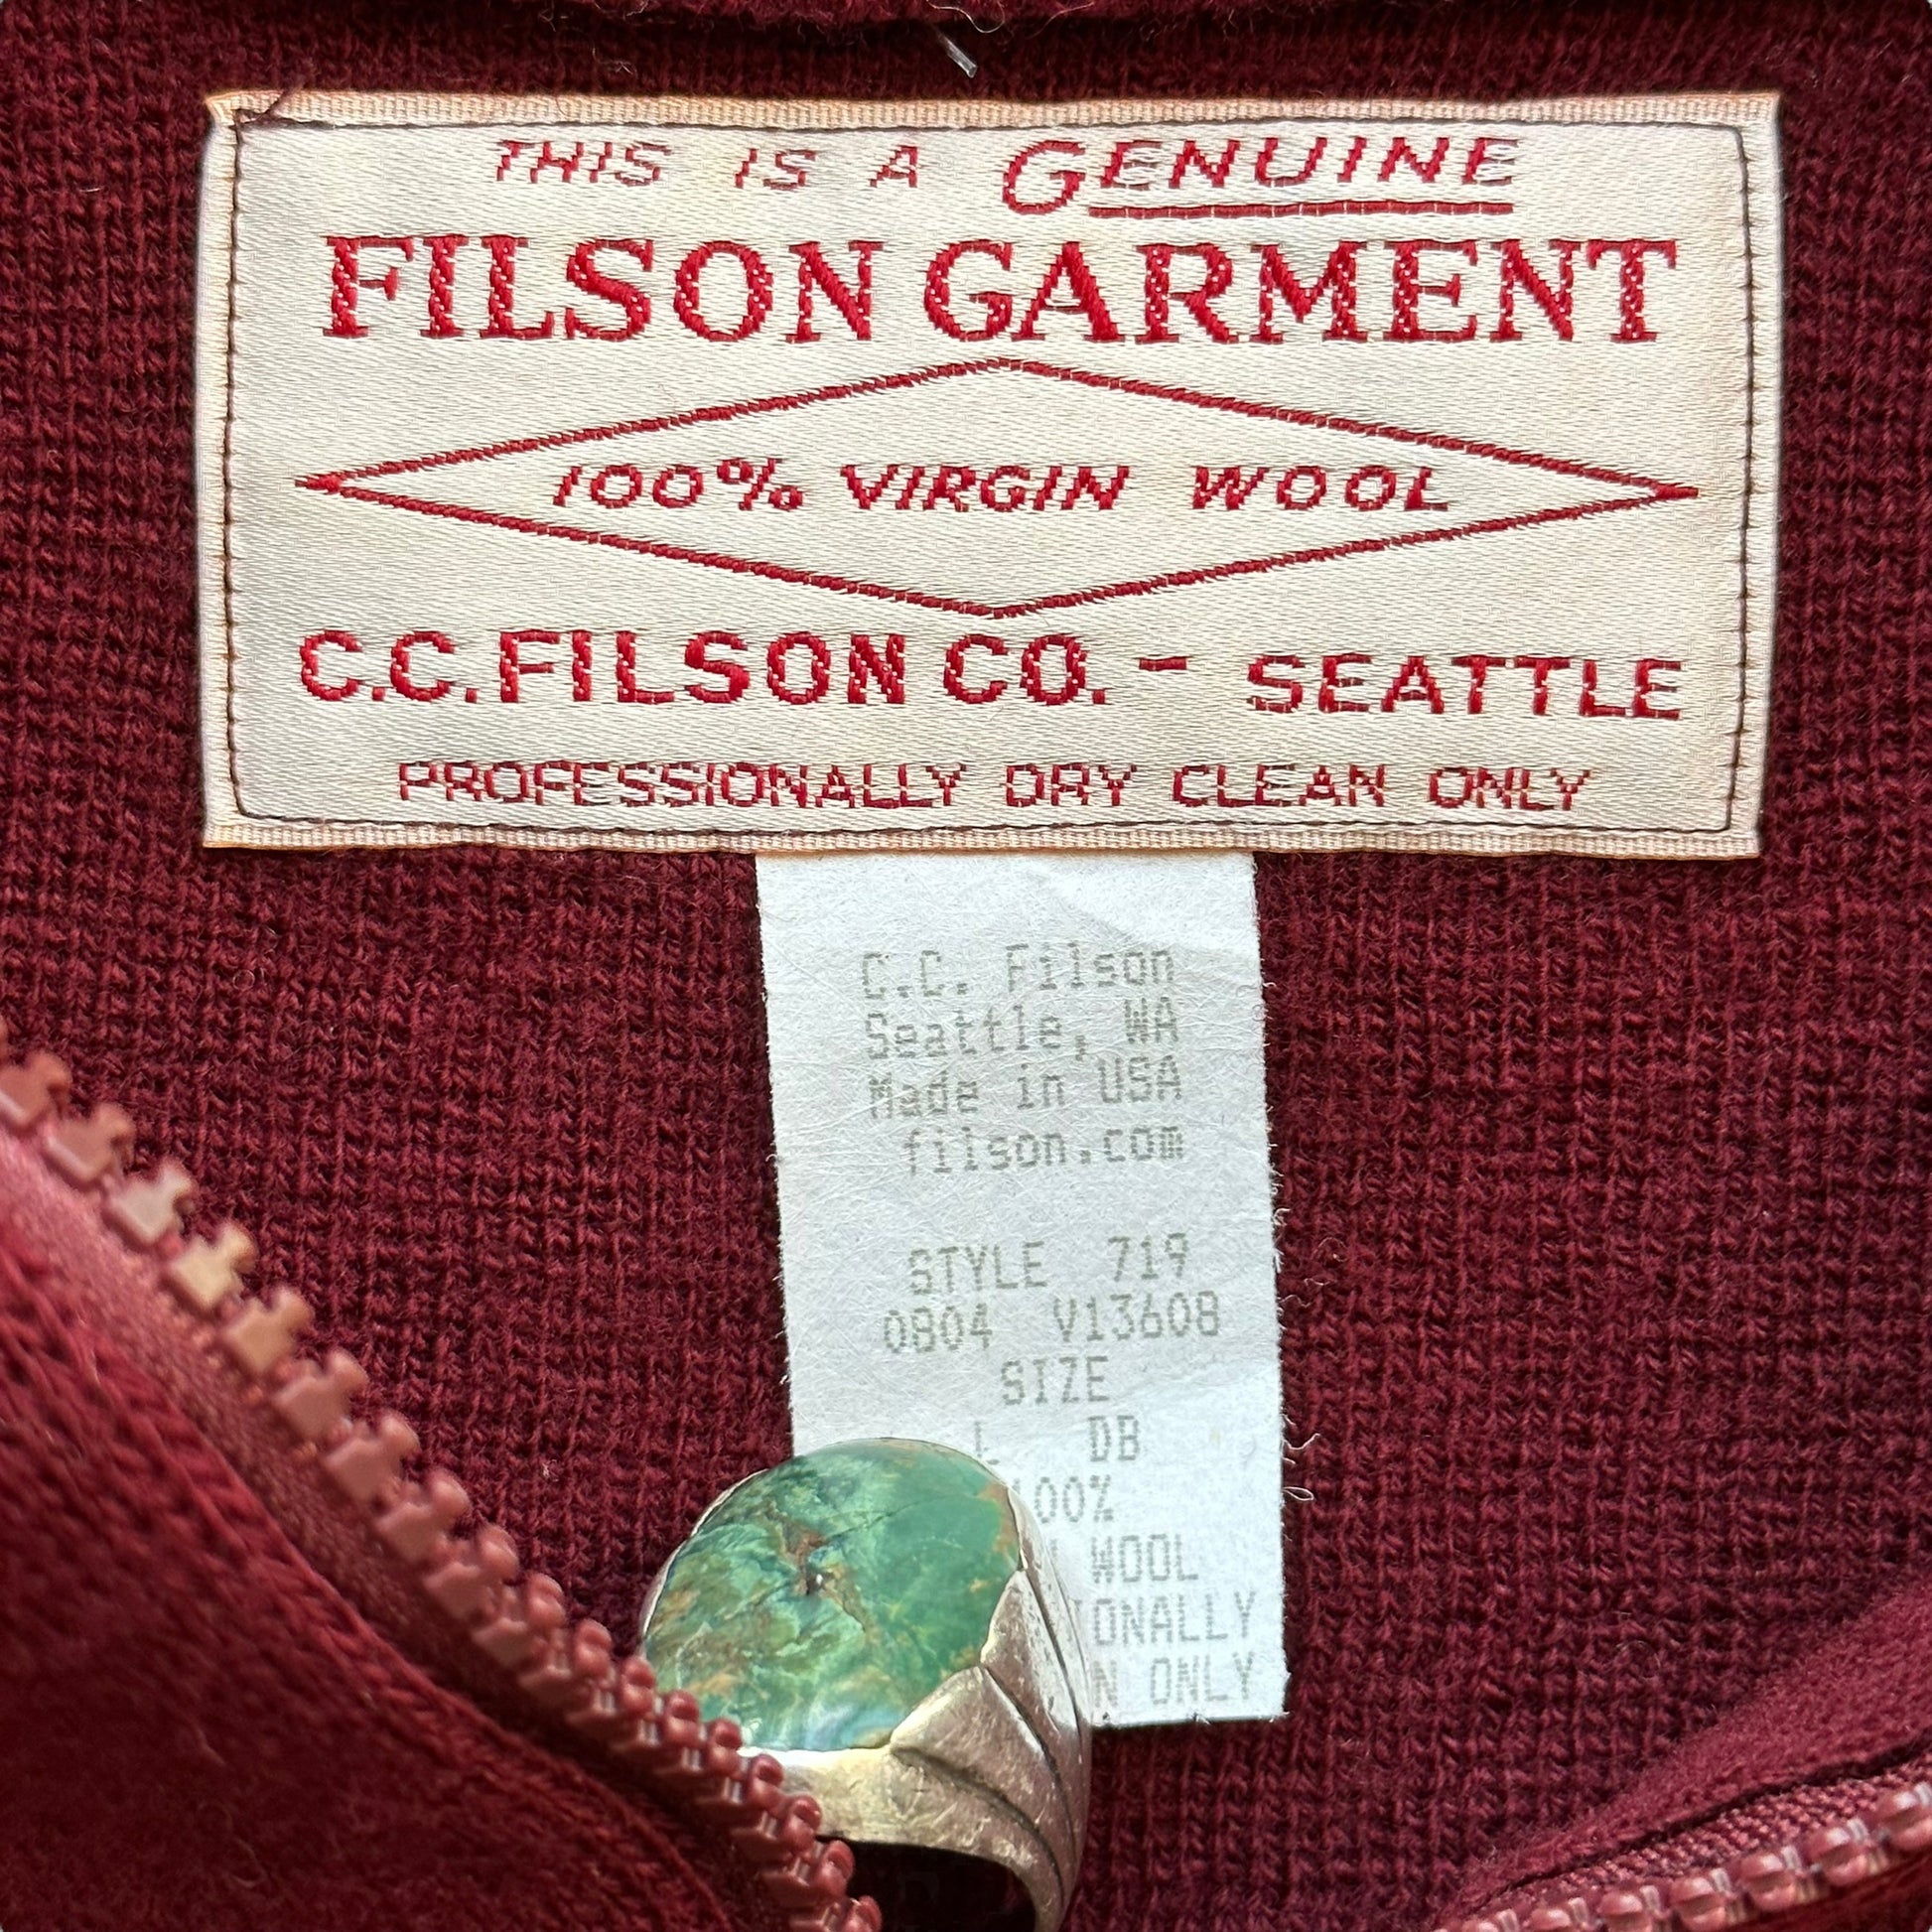 THIS IS A GENUINE
FILSON GARMENT
100% VIRGIN WOOL
C.C. FILSON CO. - SEATTLE
PROFESSIONALLY DRY CLEAN ONLY
C.C. Filson
Seattle, WA
Made in USA
filson.com
STYLE 719
0804 V13608
SIZE
L DB
00%
WOOL
ONALLY
N ONLY